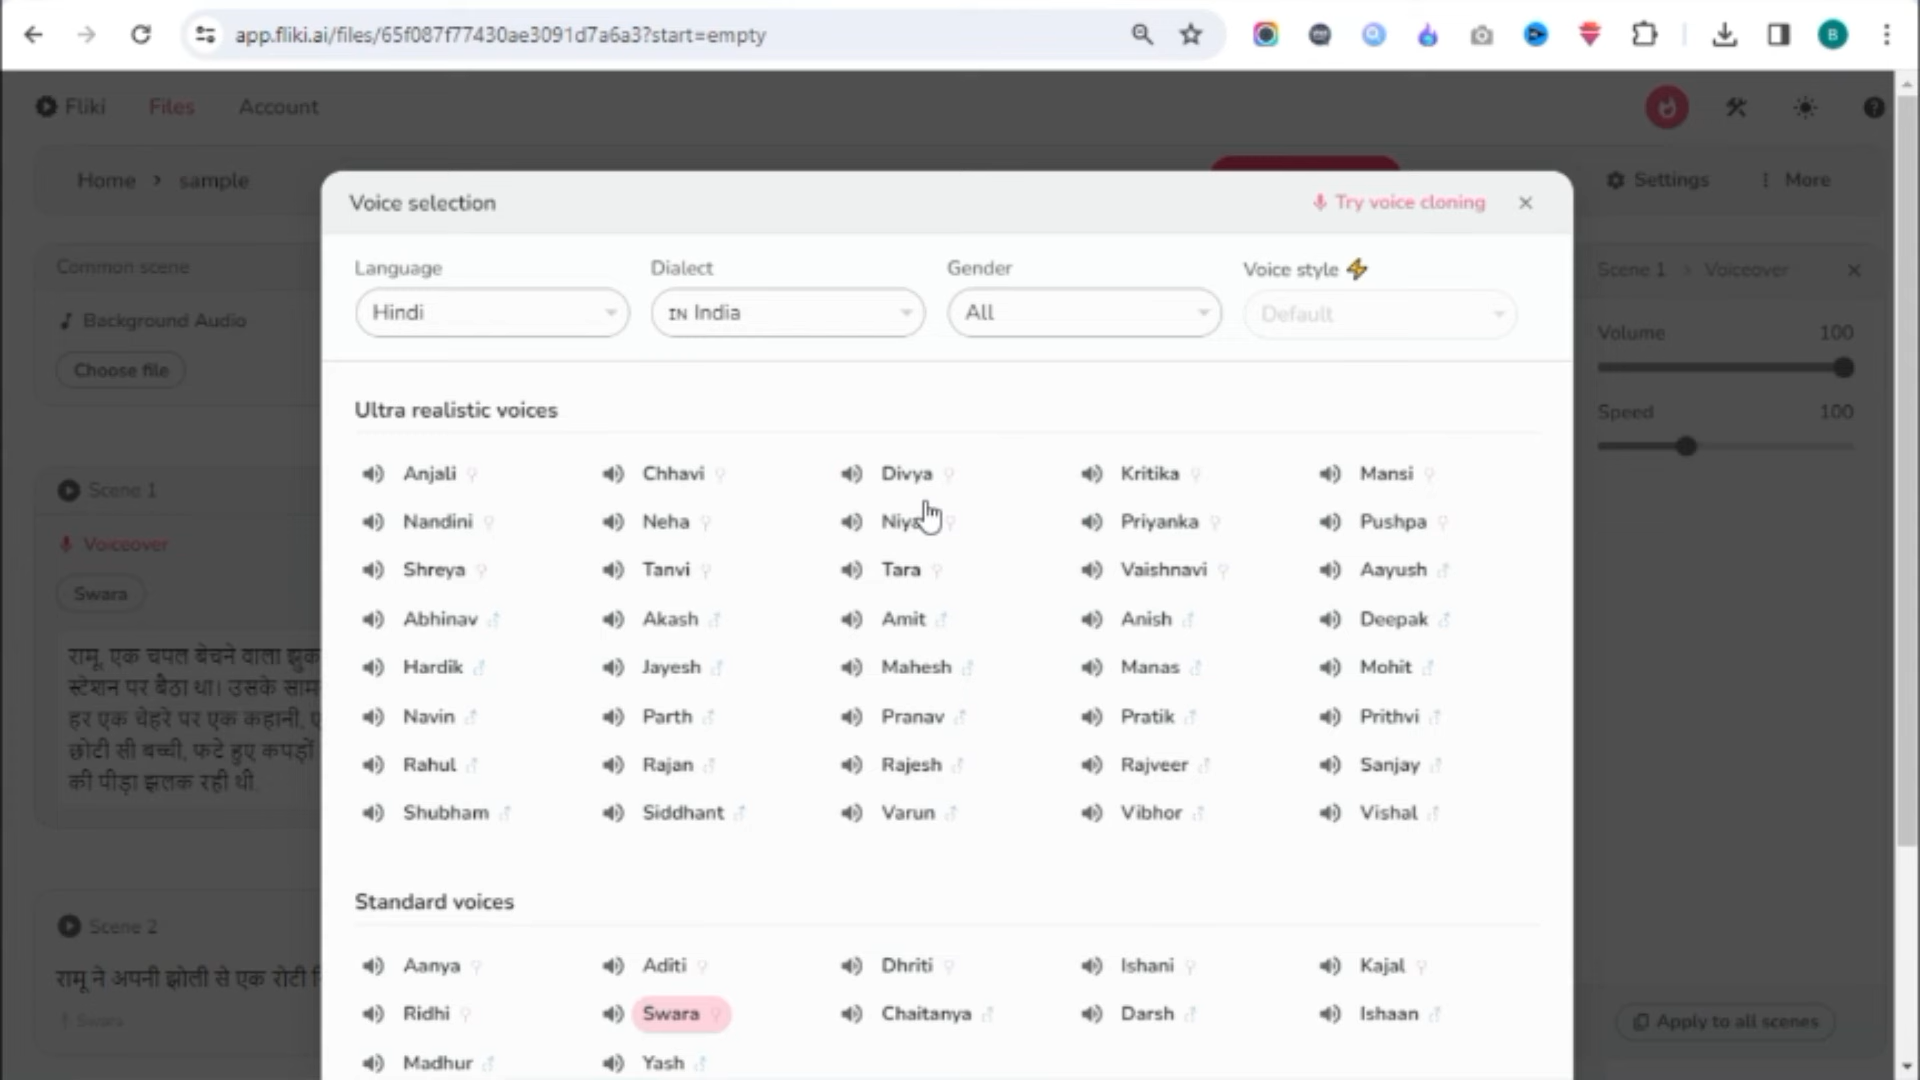 app.fliki.ai/files/65f087f77430ae3091d7a6a3?start=empty
B
Fliki Files Account
Home > sample
Settings More
Voice selection
Try voice cloning
Common scene
Background Audio
Choose file
Language Dialect Gender Voice style
Hindi IN India All Default
Scene 1 > Voiceover
Volume 100
Speed 100
Ultra realistic voices
Anjali Chhavi Divya Kritika Mansi
Nandini Neha Priyanka Pushpa
Shreya Tanvi Tara Vaishnavi Aayush
Abhinav Akash Amit Anish Deepak
Hardik Jayesh Mahesh Manas Mohit
Navin Parth Pranav Pratik Prithvi
Rahul Rajan Rajesh Rajveer Sanjay
Shubham Siddhant Varun Vibhor Vishal
Scene 1
Voiceover
Swara
रामू, एक चपल बेचने वाला झुक
स्टेशन पर बैठा था। उसके साम
हर एक चेहरे पर एक कहानी, ए
छोटी सी बच्ची, फटे हुए कपड़ों
की पीड़ा झलक रही थी.
Standard voices
Aanya Aditi Dhriti Ishani Kajal
Ridhi Swara Chaitanya Darsh Ishaan
Madhur Yash
Scene 2
रामू ने अपनी झोली से एक रोटी
Swara
Apply to all scenes